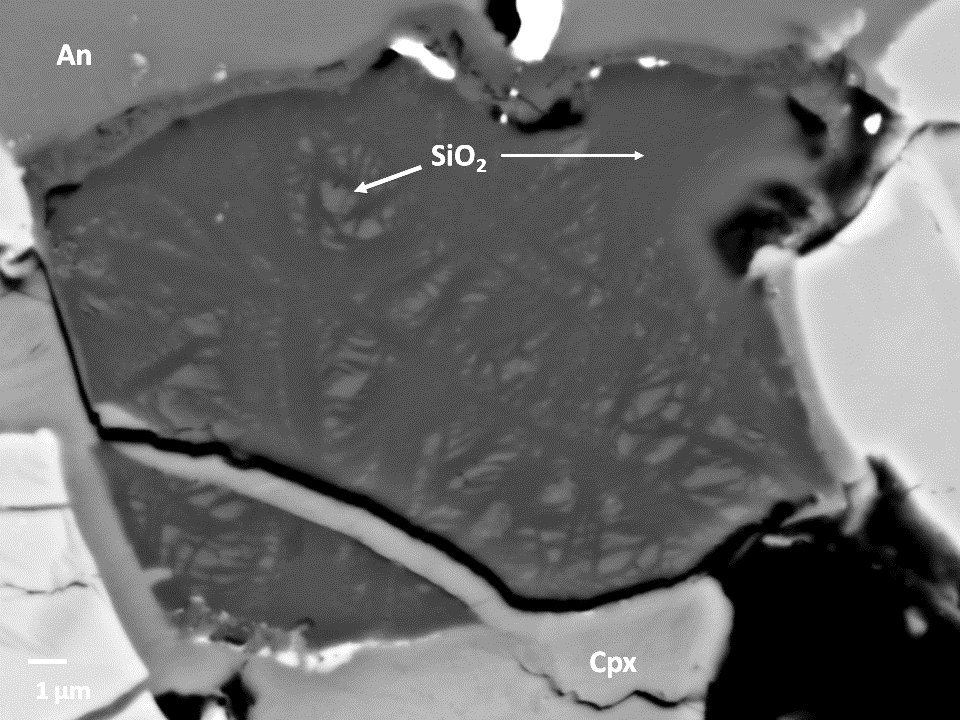 An
SiO₂
Cpx
1 µm